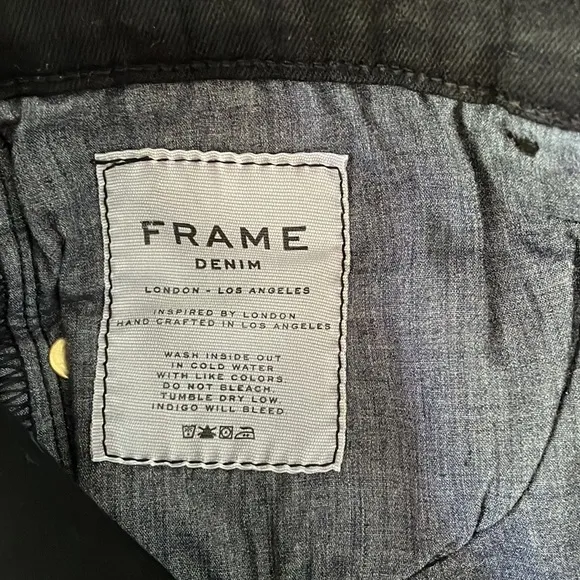 FRAME
DENIM
LONDON - LOS ANGELES
INSPIRED BY LONDON
HAND CRAFTED IN LOS ANGELES
WASH INSIDE OUT
IN COLD WATER
WITH LIKE COLORS
DO NOT BLEACH
TUMBLE DRY LOW
INDIGO WILL BLEED